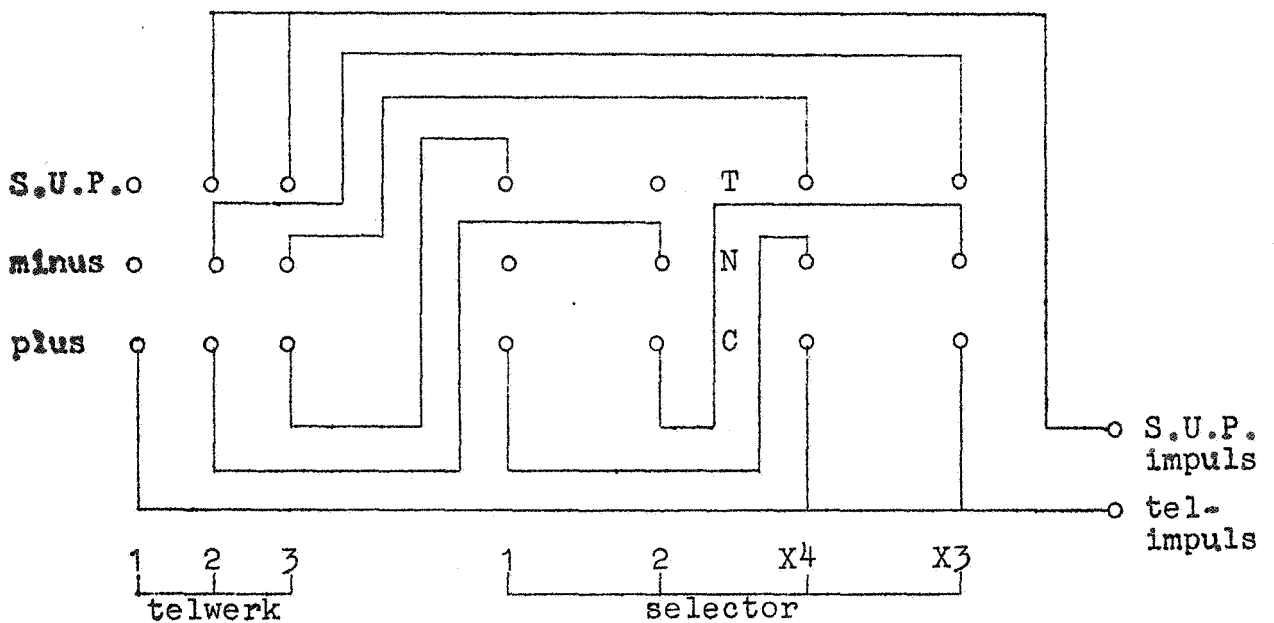 S.U.P. T
minus N
plus C
S.U.P.
impuls
tel-
impuls
1 2 3 1 2 X4 X3
telwerk selector